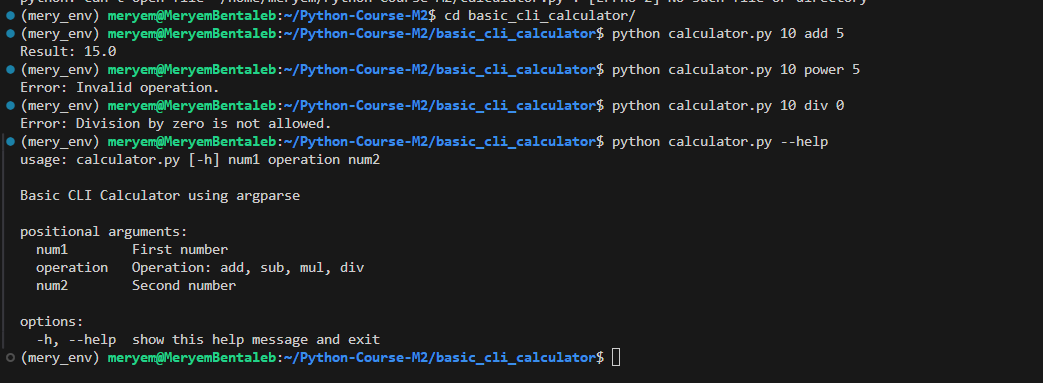 python: can't open file '/home/meryem/Python-Course-M2/calculator.py': [Errno 2] No such file or directory
(mery_env) meryem@MeryemBentaleb:~/Python-Course-M2$ cd basic_cli_calculator/
(mery_env) meryem@MeryemBentaleb:~/Python-Course-M2/basic_cli_calculator$ python calculator.py 10 add 5
Result: 15.0
(mery_env) meryem@MeryemBentaleb:~/Python-Course-M2/basic_cli_calculator$ python calculator.py 10 power 5
Error: Invalid operation.
(mery_env) meryem@MeryemBentaleb:~/Python-Course-M2/basic_cli_calculator$ python calculator.py 10 div 0
Error: Division by zero is not allowed.
(mery_env) meryem@MeryemBentaleb:~/Python-Course-M2/basic_cli_calculator$ python calculator.py --help
usage: calculator.py [-h] num1 operation num2
Basic CLI Calculator using argparse
positional arguments:
num1 First number
operation Operation: add, sub, mul, div
num2 Second number
options:
-h, --help show this help message and exit
(mery_env) meryem@MeryemBentaleb:~/Python-Course-M2/basic_cli_calculator$